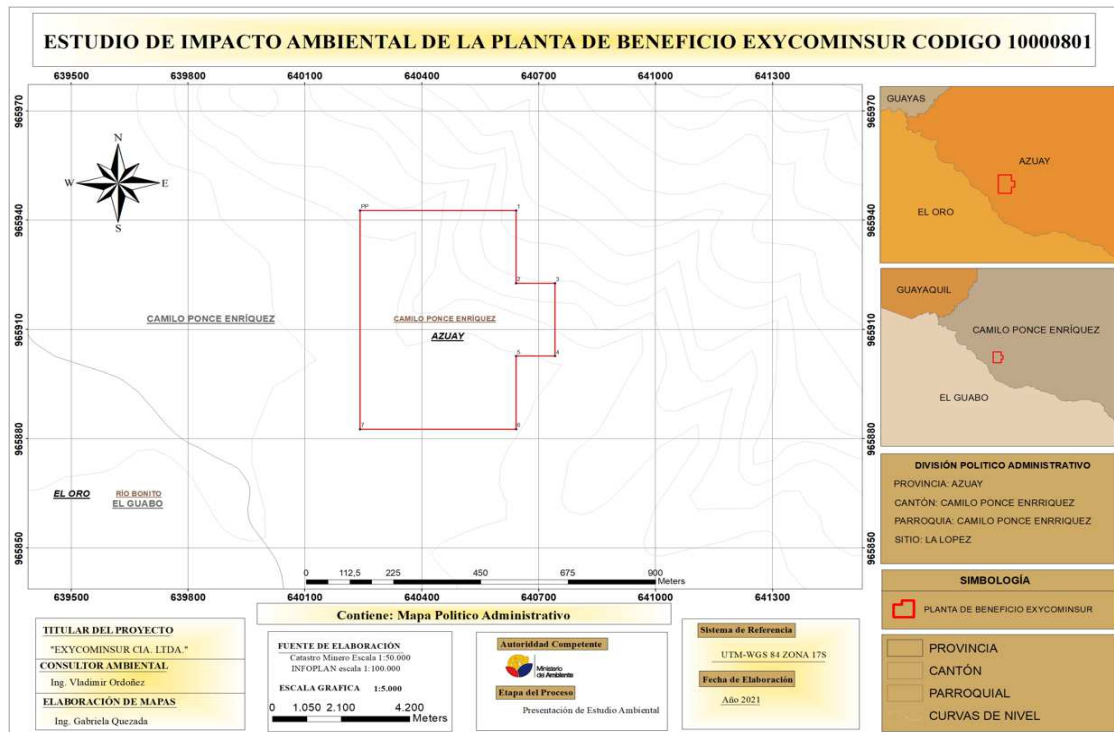 ESTUDIO DE IMPACTO AMBIENTAL DE LA PLANTA DE BENEFICIO EXYCOMINSUR CODIGO 10000801
639500 639800 640100 640400 640700 641000 641300
965970
965940
965910
965880
965850
N
W E
S
PP 1
2 3
5 4
7 6
CAMILO PONCE ENRÍQUEZ
CAMILO PONCE ENRÍQUEZ
AZUAY
EL ORO
RÍO BONITO
EL GUABO
0 112,5 225 450 675 900
Meters
639500 639800 640100 640400 640700 641000 641300
965970
965940
965910
965880
965850
GUAYAS
AZUAY
EL ORO
GUAYAQUIL
CAMILO PONCE ENRÍQUEZ
EL GUABO
DIVISIÓN POLITICO ADMINISTRATIVO
PROVINCIA: AZUAY
CANTÓN: CAMILO PONCE ENRRIQUEZ
PARROQUIA: CAMILO PONCE ENRRIQUEZ
SITIO: LA LOPEZ
SIMBOLOGÍA
PLANTA DE BENEFICIO EXYCOMINSUR
PROVINCIA
CANTÓN
PARROQUIAL
CURVAS DE NIVEL
Contiene: Mapa Politico Administrativo
TITULAR DEL PROYECTO
"EXYCOMINSUR CIA. LTDA."
CONSULTOR AMBIENTAL
Ing. Vladimir Ordoñez
ELABORACIÓN DE MAPAS
Ing. Gabriela Quezada
FUENTE DE ELABORACIÓN
Catastro Minero Escala 1:50.000
INFOPLAN escala 1:100.000
ESCALA GRAFICA 1:5.000
0 1.050 2.100 4.200
Meters
Autoridad Competente
Ministerio
del Ambiente
Etapa del Proceso
Presentación de Estudio Ambiental
Sistema de Referencia
UTM-WGS 84 ZONA 17S
Fecha de Elaboración
Año 2021